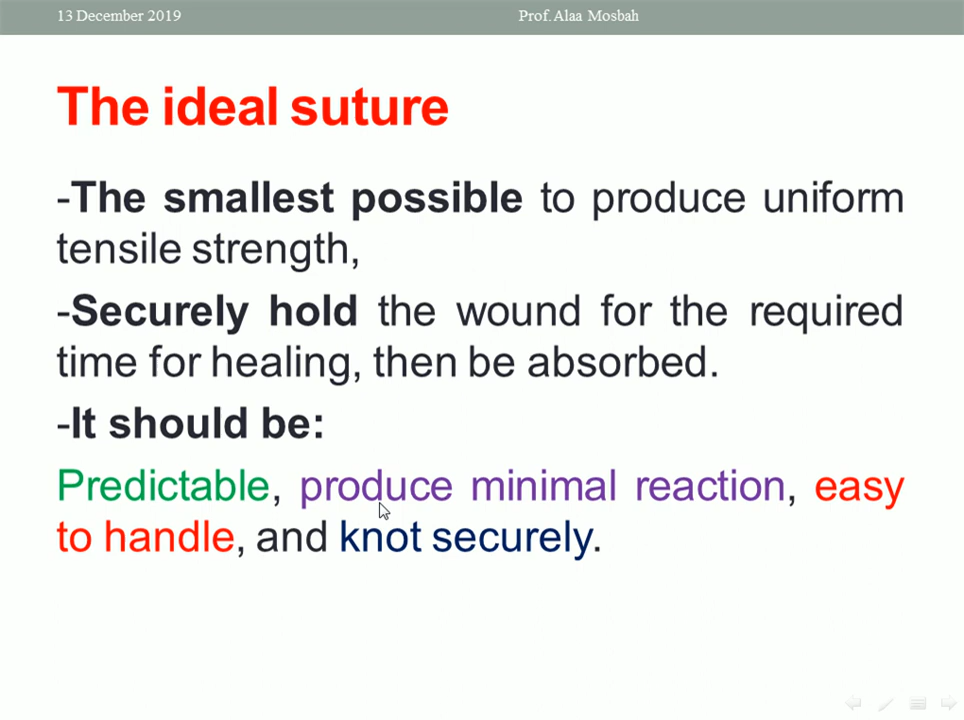 13 December 2019
Prof. Alaa Mosbah
The ideal suture
-The smallest possible to produce uniform
tensile strength,
-Securely hold the wound for the required
time for healing, then be absorbed.
-It should be:
Predictable, produce minimal reaction, easy
to handle, and knot securely.